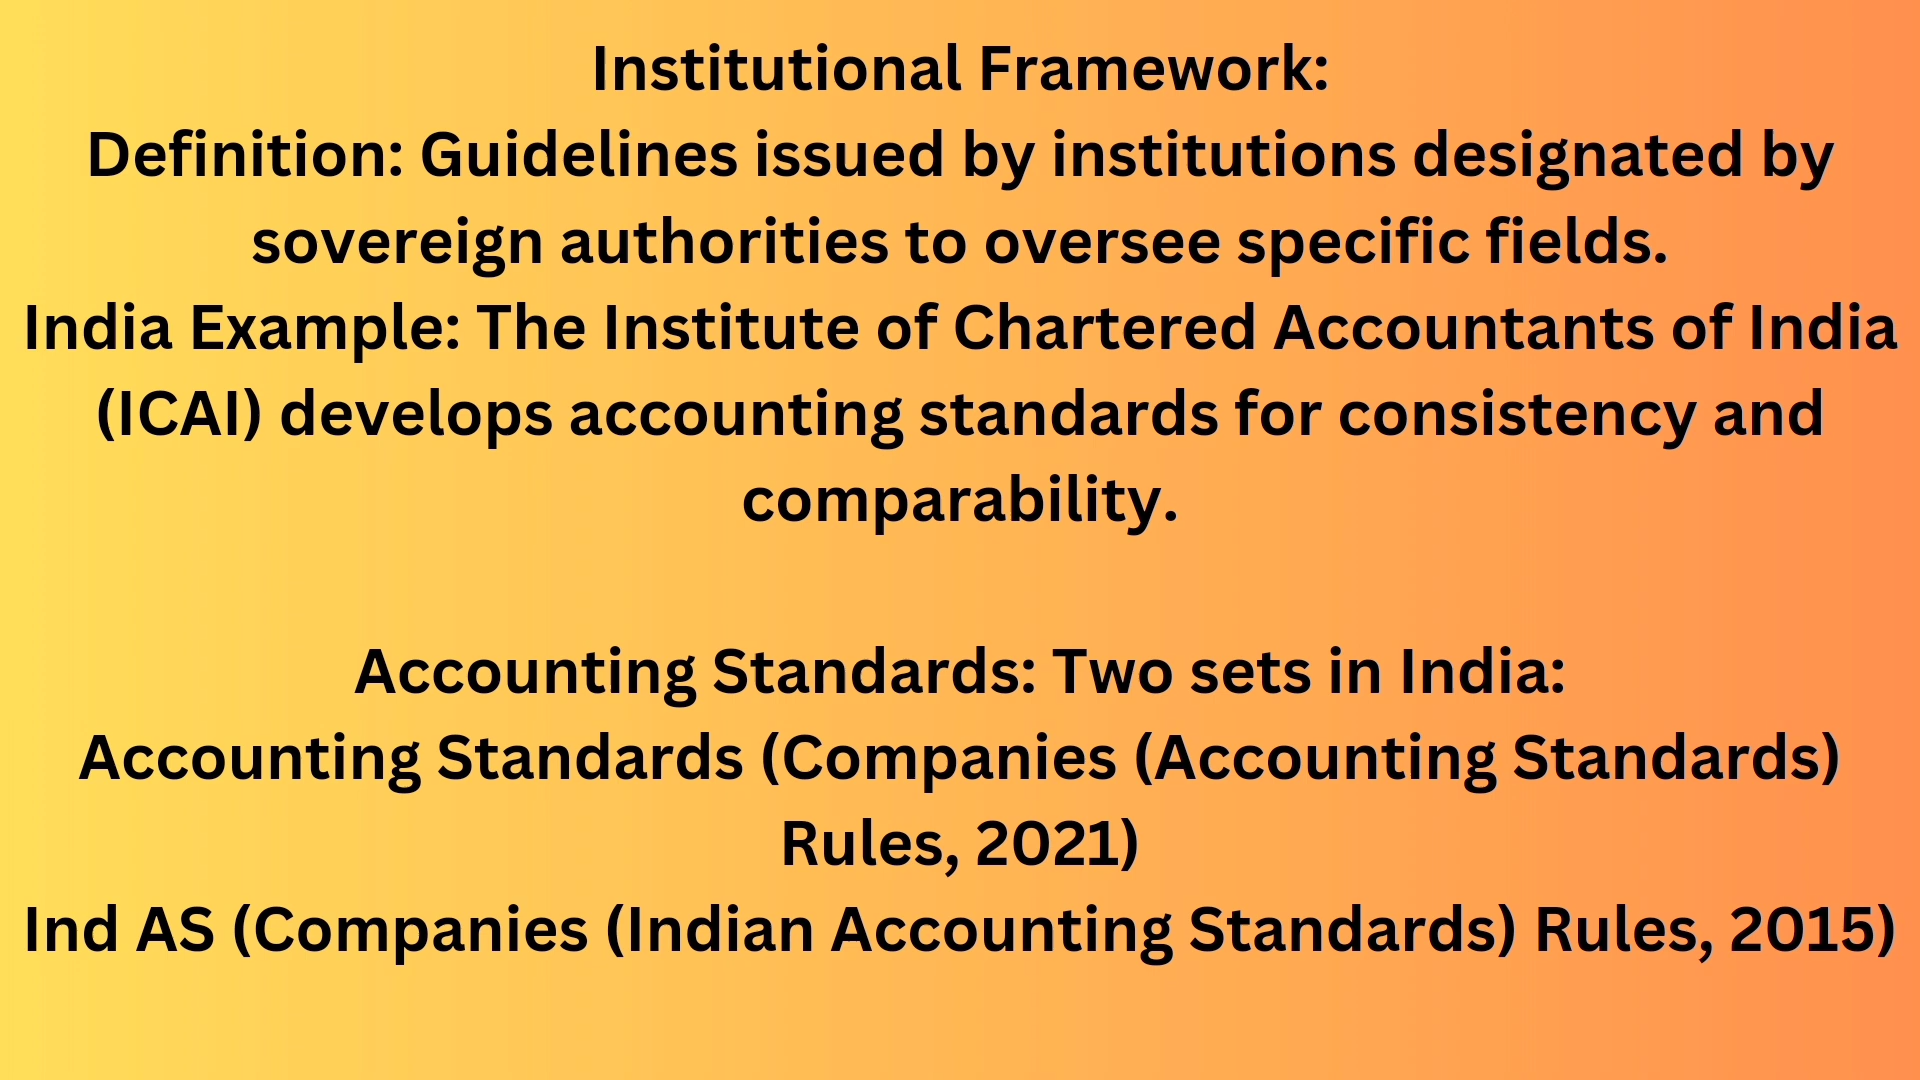 Institutional Framework:
Definition: Guidelines issued by institutions designated by
sovereign authorities to oversee specific fields.
India Example: The Institute of Chartered Accountants of India
(ICAI) develops accounting standards for consistency and
comparability.
Accounting Standards: Two sets in India:
Accounting Standards (Companies (Accounting Standards)
Rules, 2021)
Ind AS (Companies (Indian Accounting Standards) Rules, 2015)